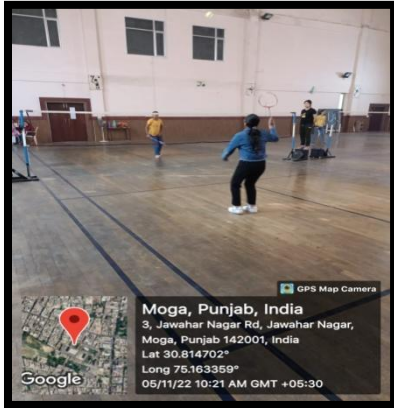 GPS Map Camera
Moga, Punjab, India
3, Jawahar Nagar Rd, Jawahar Nagar,
Moga, Punjab 142001, India
Lat 30.814702°
Long 75.163359°
05/11/22 10:21 AM GMT +05:30
Google